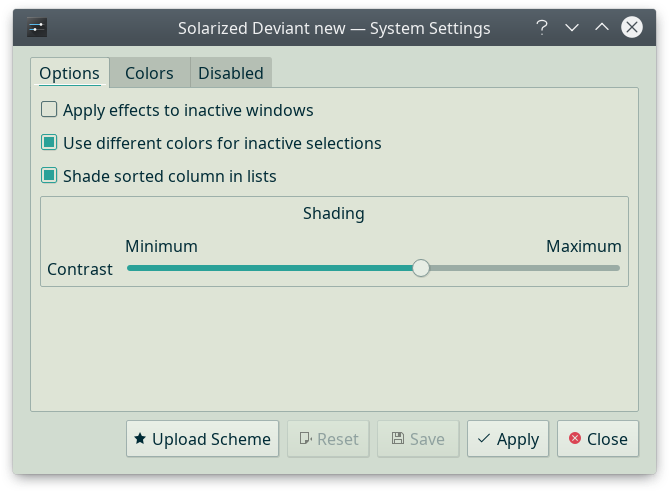 Solarized Deviant new — System Settings
Options Colors Disabled
Apply effects to inactive windows
Use different colors for inactive selections
Shade sorted column in lists
Shading
Minimum Maximum
Contrast
Upload Scheme Reset Save Apply Close